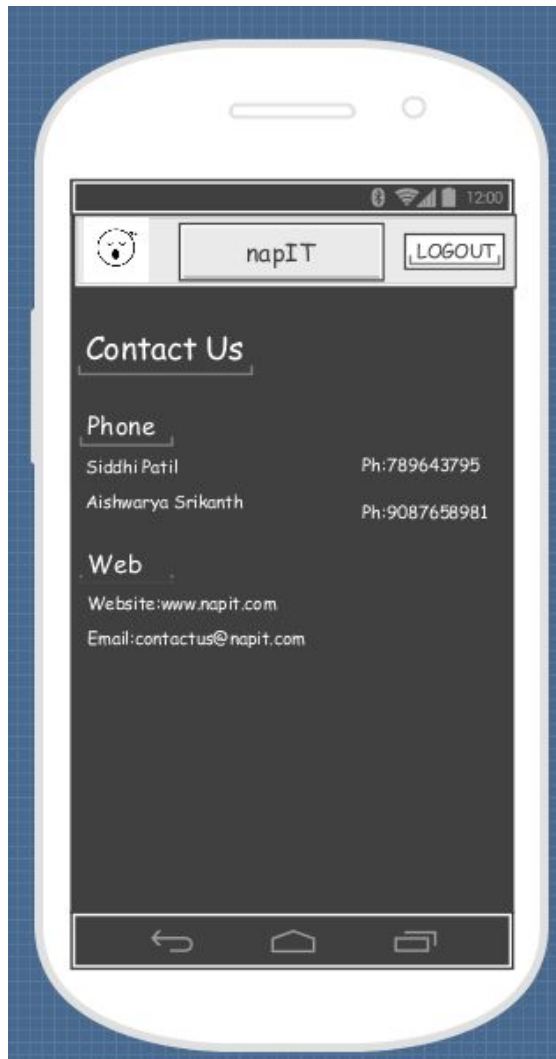 12:00
napIT
LOGOUT
Contact Us
Phone
Siddhi Patil Ph:789643795
Aishwarya Srikanth Ph:9087658981
Web
Website:www.napit.com
Email:contactus@napit.com